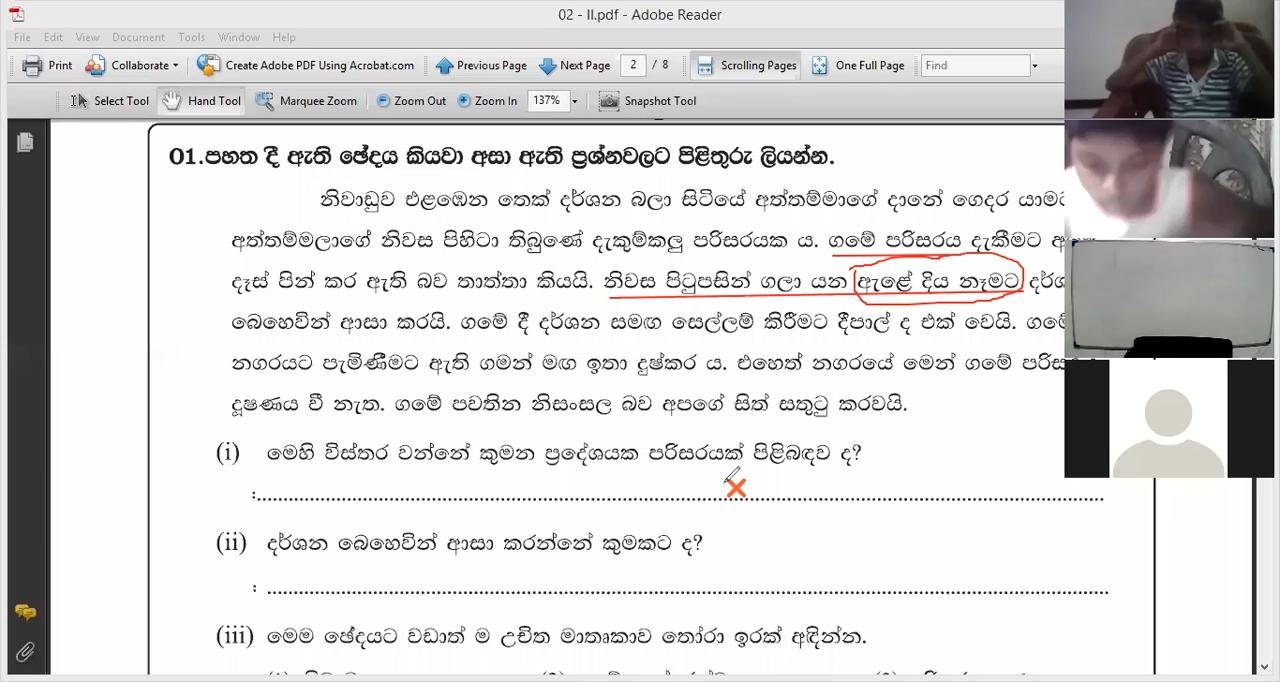 02 - II.pdf - Adobe Reader
File Edit View Document Tools Window Help
Print Collaborate Create Adobe PDF Using Acrobat.com Previous Page Next Page 2 / 8 Scrolling Pages One Full Page Find
Select Tool Hand Tool Marquee Zoom Zoom Out Zoom In 137% Snapshot Tool
01.පහත දී ඇති ඡේදය කියවා අසා ඇති ප්‍රශ්නවලට පිළිතුරු ලියන්න.
නිවාඩුව එළඹෙන තෙක් දර්ශන බලා සිටියේ අත්තම්මාගේ දානේ ගෙදර
අත්තම්මලාගේ නිවස පිහිටා තිබුණේ දැකුම්කලු පරිසරයක ය. ගමේ පරිසරය දැකීමට
දෑස් පින් කර ඇති බව තාත්තා කියයි. නිවස පිටුපසින් ගලා යන ඇළේ දිය නෑමට
බෙහෙවින් ආසා කරයි. ගමේ දී දර්ශන සමඟ සෙල්ලම් කිරීමට දීපාල් ද එක් වෙයි.
නගරයට පැමිණීමට ඇති ගමන් මඟ ඉතා දුෂ්කර ය. එහෙත් නගරයේ මෙන් ගමේ
දූෂණය වී නැත. ගමේ පවතින නිසංසල බව අපගේ සිත් සතුටු කරවයි.
(i) මෙහි විස්තර වන්නේ කුමන ප්‍රදේශයක පරිසරයක් පිළිබඳව ද?
(ii) දර්ශන බෙහෙවින් ආසා කරන්නේ කුමකට ද?
(iii) මෙම ඡේදයට වඩාත් ම උචිත මාතෘකාව තෝරා ඉරක් අඳින්න.